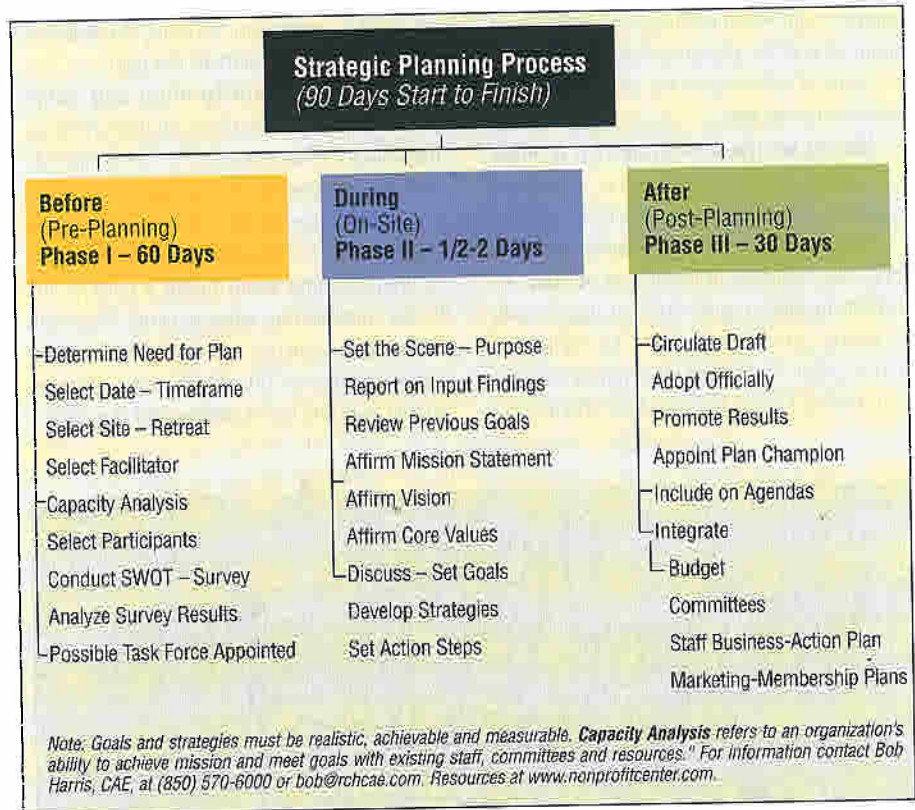 Strategic Planning Process
(90 Days Start to Finish)
Before
(Pre-Planning)
Phase I – 60 Days
Determine Need for Plan
Select Date – Timeframe
Select Site – Retreat
Select Facilitator
Capacity Analysis
Select Participants
Conduct SWOT – Survey
Analyze Survey Results
Possible Task Force Appointed
During
(On-Site)
Phase II – 1/2-2 Days
Set the Scene – Purpose
Report on Input Findings
Review Previous Goals
Affirm Mission Statement
Affirm Vision
Affirm Core Values
Discuss – Set Goals
Develop Strategies
Set Action Steps
After
(Post-Planning)
Phase III – 30 Days
Circulate Draft
Adopt Officially
Promote Results
Appoint Plan Champion
Include on Agendas
Integrate
Budget
Committees
Staff Business-Action Plan
Marketing-Membership Plans
Note: Goals and strategies must be realistic, achievable and measurable. Capacity Analysis refers to an organization's
ability to achieve mission and meet goals with existing staff, committees and resources." For information contact Bob
Harris, CAE, at (850) 570-6000 or bob@rchcae.com. Resources at www.nonprofitcenter.com.